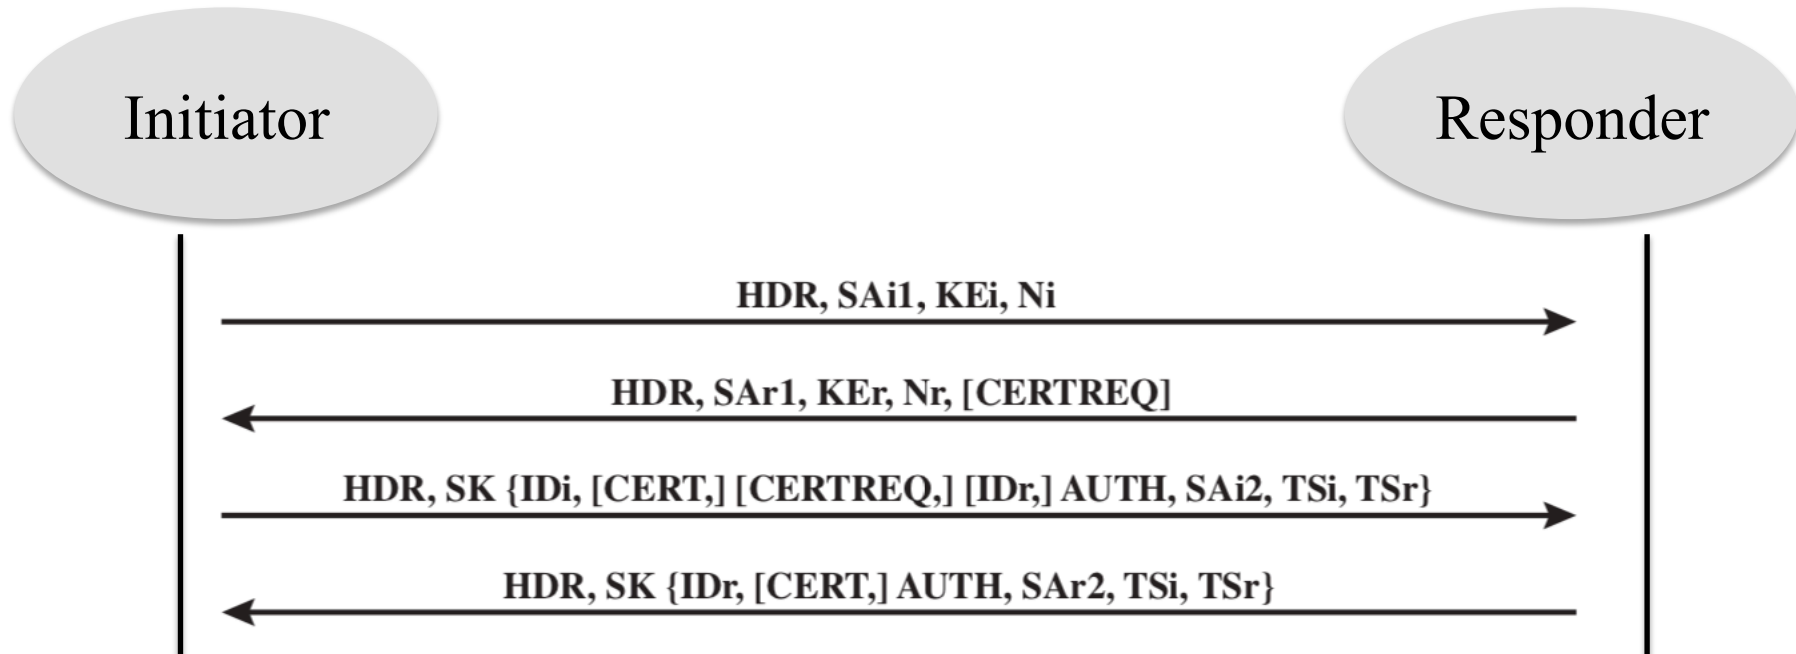 Initiator
Responder
HDR, SAi1, KEi, Ni
HDR, SAr1, KEr, Nr, [CERTREQ]
HDR, SK {IDi, [CERT,] [CERTREQ,] [IDr,] AUTH, SAi2, TSi, TSr}
HDR, SK {IDr, [CERT,] AUTH, SAr2, TSi, TSr}